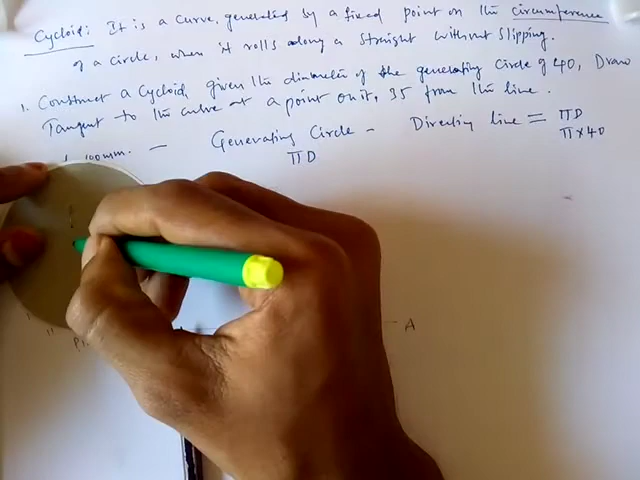 Cycloid: It is a curve, generated by a fixed point on the circumference
of a circle, when it rolls along a straight without slipping.
1. Construct a cycloid given the diameter of the generating circle of 40, Draw
Tangent to the curve at a point on it, 35 from the line.
100mm. — Generating Circle - Directing line = πD
πD π×40
A
P